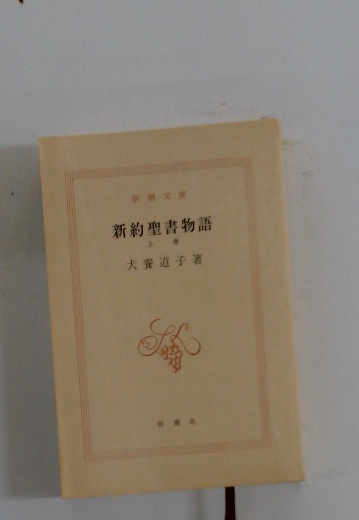 新潮文庫
新約聖書物語
上巻
犬養道子著
新潮社